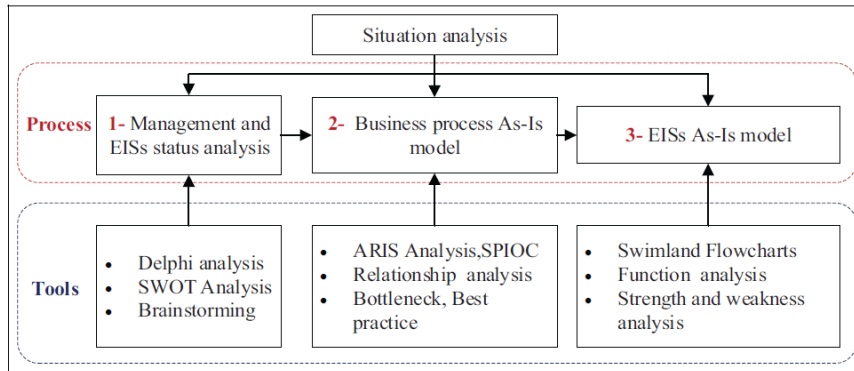 Situation analysis
Process
1- Management and
EISs status analysis
2- Business process As-Is
model
3- EISs As-Is model
Tools
• Delphi analysis
• SWOT Analysis
• Brainstorming
• ARIS Analysis,SPIOC
• Relationship analysis
• Bottleneck, Best
practice
• Swimland Flowcharts
• Function analysis
• Strength and weakness
analysis